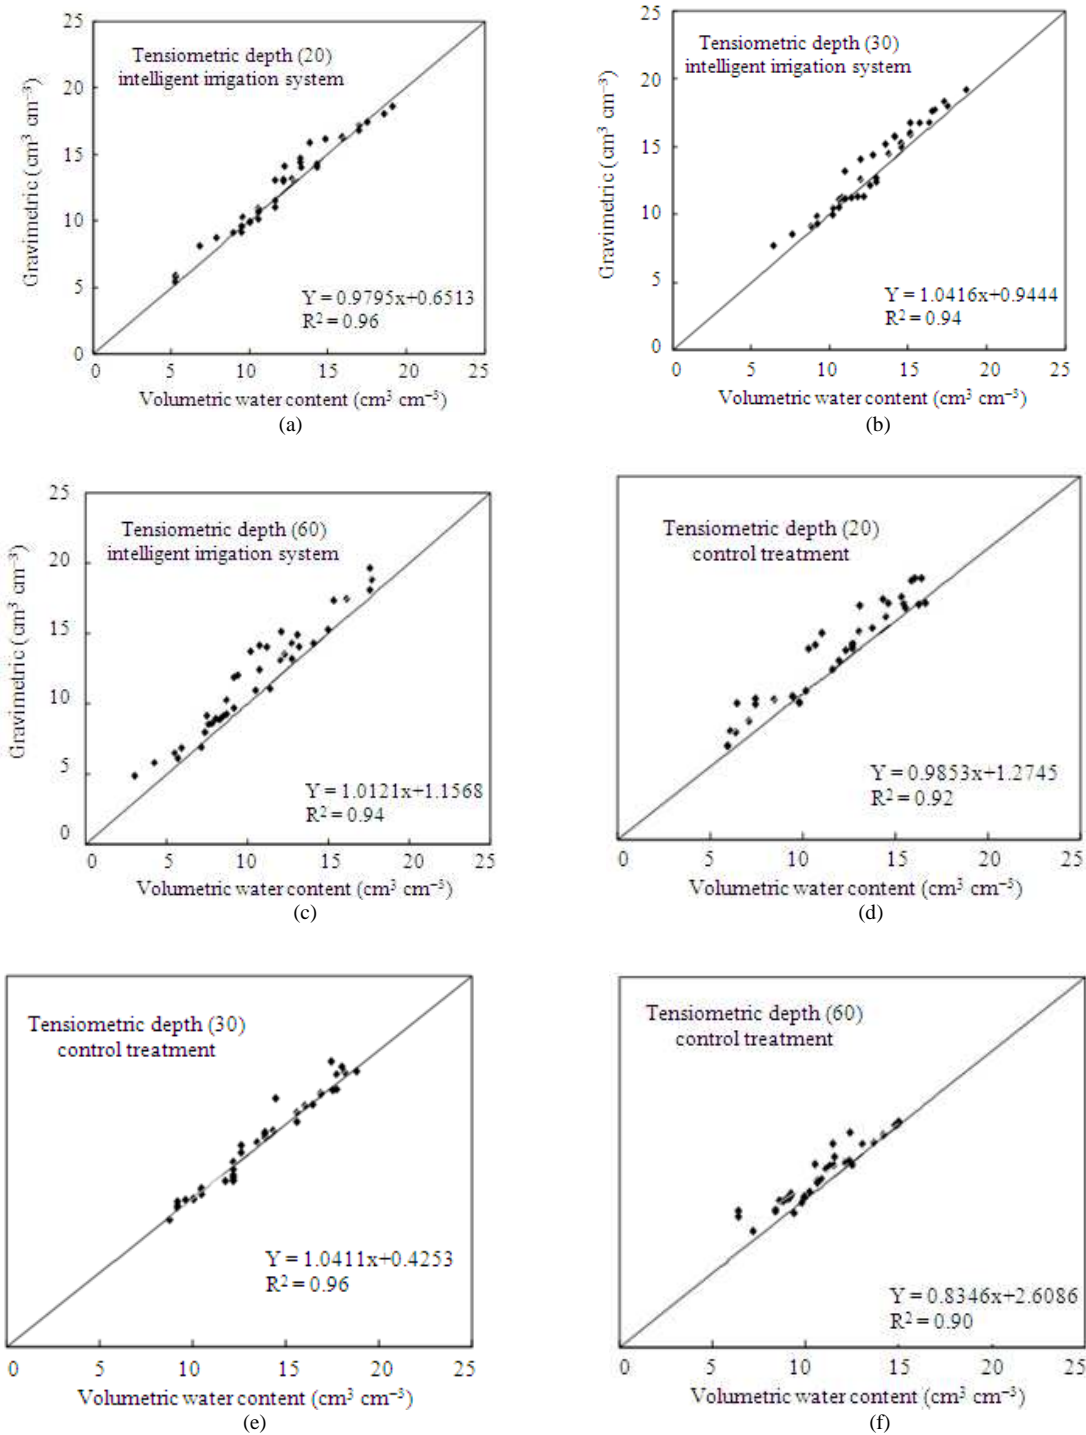 25
20
15
10
5
0
Gravimetric (cm³ cm⁻³)
Tensiometric depth (20)
intelligent irrigation system
Y = 0.9795x+0.6513
R² = 0.96
0 5 10 15 20 25
Volumetric water content (cm³ cm⁻³)
(a)
25
20
15
10
5
0
Gravimetric (cm³ cm⁻³)
Tensiometric depth (30)
intelligent irrigation system
Y = 1.0416x+0.9444
R² = 0.94
0 5 10 15 20 25
Volumetric water content (cm³ cm⁻³)
(b)
25
20
15
10
5
0
Gravimetric (cm³ cm⁻³)
Tensiometric depth (60)
intelligent irrigation system
Y = 1.0121x+1.1568
R² = 0.94
0 5 10 15 20 25
Volumetric water content (cm³ cm⁻³)
(c)
Tensiometric depth (20)
control treatment
Y = 0.9853x+1.2745
R² = 0.92
0 5 10 15 20 25
Volumetric water content (cm³ cm⁻³)
(d)
Tensiometric depth (30)
control treatment
Y = 1.0411x+0.4253
R² = 0.96
0 5 10 15 20 25
Volumetric water content (cm³ cm⁻³)
(e)
Tensiometric depth (60)
control treatment
Y = 0.8346x+2.6086
R² = 0.90
0 5 10 15 20 25
Volumetric water content (cm³ cm⁻³)
(f)